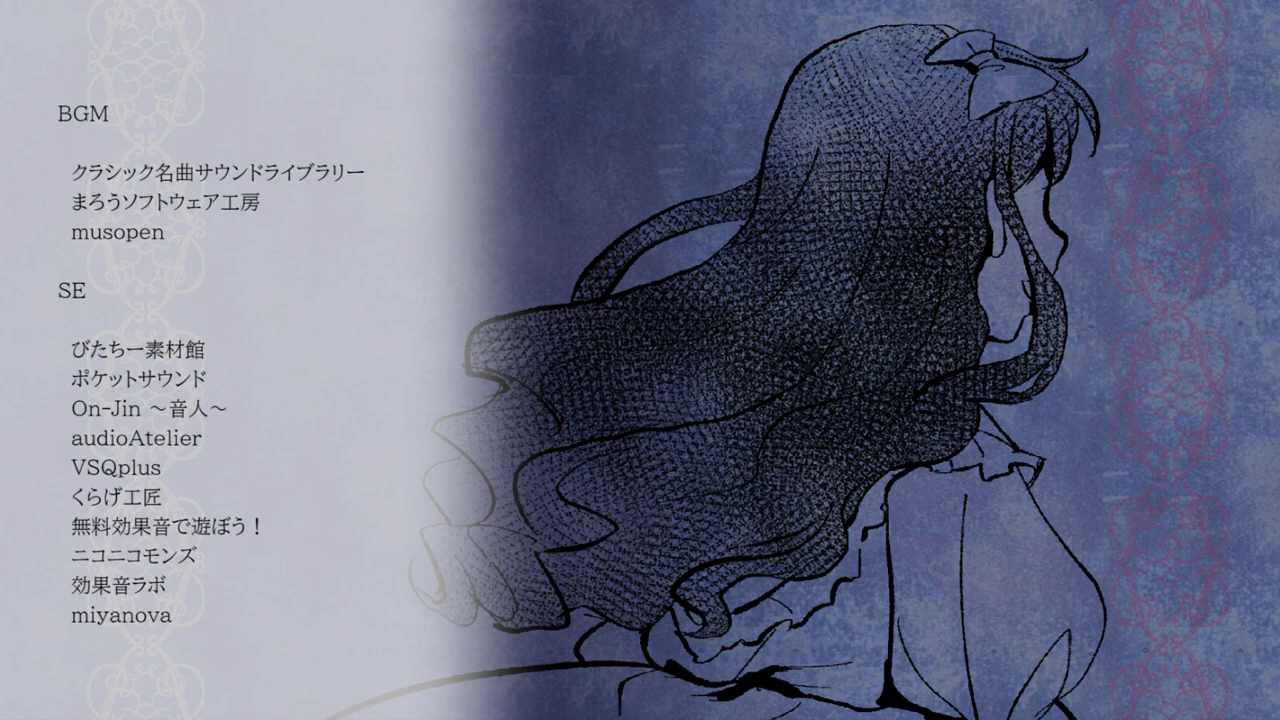 BGM
クラシック名曲サウンドライブラリー
まろうソフトウェア工房
musopen
SE
びたちー素材館
ポケットサウンド
On-Jin ～音人～
audioAtelier
VSQplus
くらげ工匠
無料効果音で遊ぼう！
ニコニコモンズ
効果音ラボ
miyanova